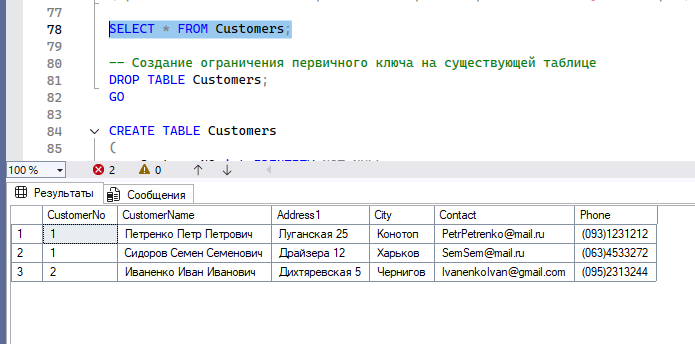 77
78 SELECT * FROM Customers;
79
80 -- Создание ограничения первичного ключа на существующей таблице
81 DROP TABLE Customers;
82 GO
83
84 CREATE TABLE Customers
85 (
100 % 2 0
Результаты Сообщения
CustomerNo CustomerName Address1 City Contact Phone
1 1 Петренко Петр Петрович Луганская 25 Конотоп PetrPetrenko@mail.ru (093)1231212
2 1 Сидоров Семен Семенович Драйзера 12 Харьков SemSem@mail.ru (063)4533272
3 2 Иваненко Иван Иванович Дихтяревская 5 Чернигов IvanenkoIvan@gmail.com (095)2313244